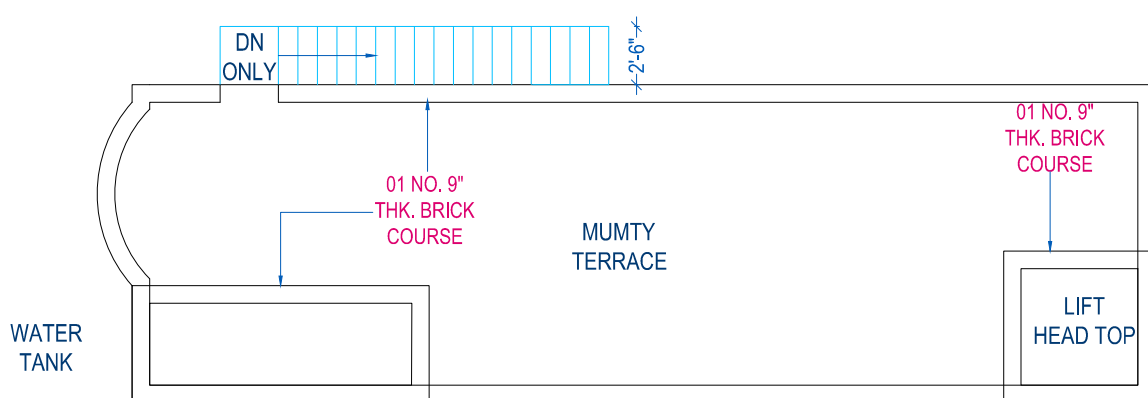 DN
ONLY
2'-6"
01 NO. 9"
THK. BRICK
COURSE
01 NO. 9"
THK. BRICK
COURSE
MUMTY
TERRACE
WATER
TANK
LIFT
HEAD TOP